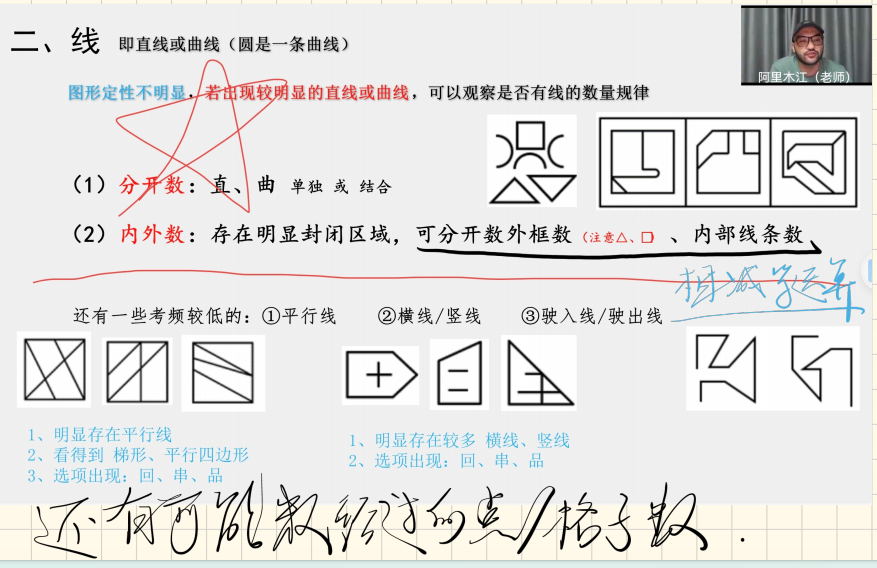 二、线 即直线或曲线（圆是一条曲线）
阿里木江（老师）
图形定性不明显，若出现较明显的直线或曲线，可以观察是否有线的数量规律
（1）分开数：直、曲 单独 或 结合
（2）内外数：存在明显封闭区域，可分开数外框数（注意△、□）、内部线条数
相减等运算
还有一些考频较低的：①平行线 ②横线/竖线 ③驶入线/驶出线
1、明显存在平行线
2、看得到 梯形、平行四边形
3、选项出现：回、串、品
1、明显存在较多 横线、竖线
2、选项出现：回、串、品
还有可能数经过的点/格子数.